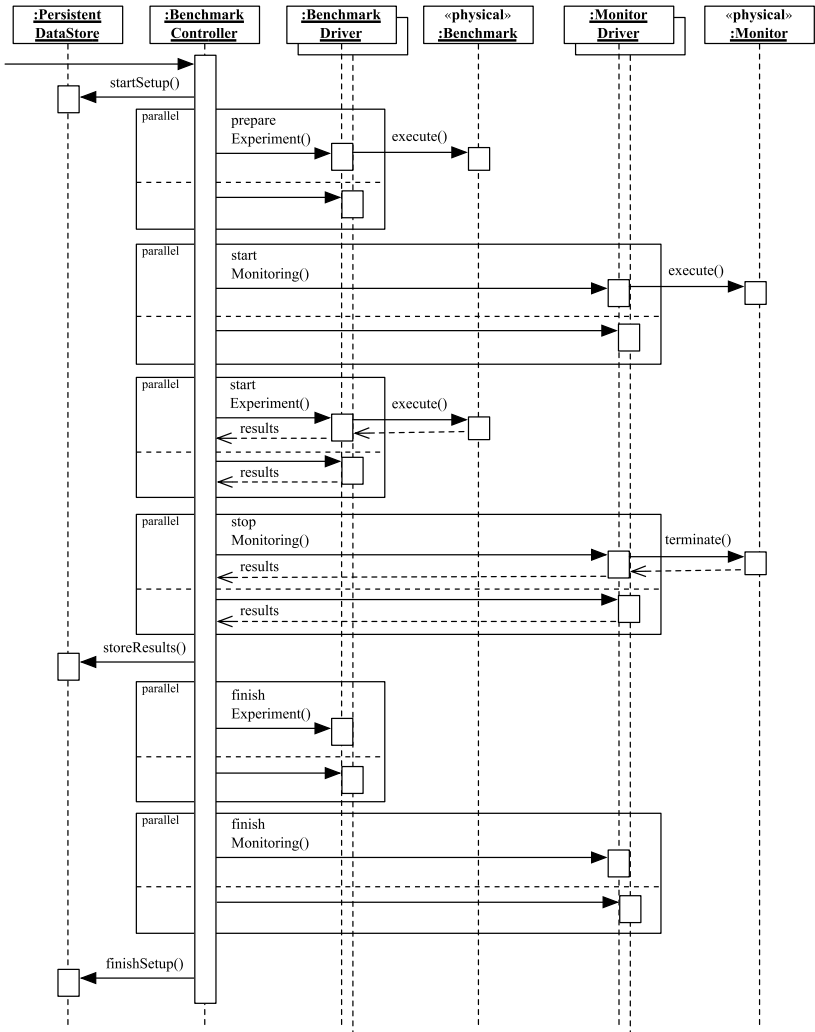 :Persistent
DataStore
:Benchmark
Controller
:Benchmark
Driver
«physical»
:Benchmark
:Monitor
Driver
«physical»
:Monitor
startSetup()
parallel
prepare
Experiment()
execute()
parallel
start
Monitoring()
execute()
parallel
start
Experiment()
execute()
results
results
parallel
stop
Monitoring()
terminate()
results
results
storeResults()
parallel
finish
Experiment()
parallel
finish
Monitoring()
finishSetup()